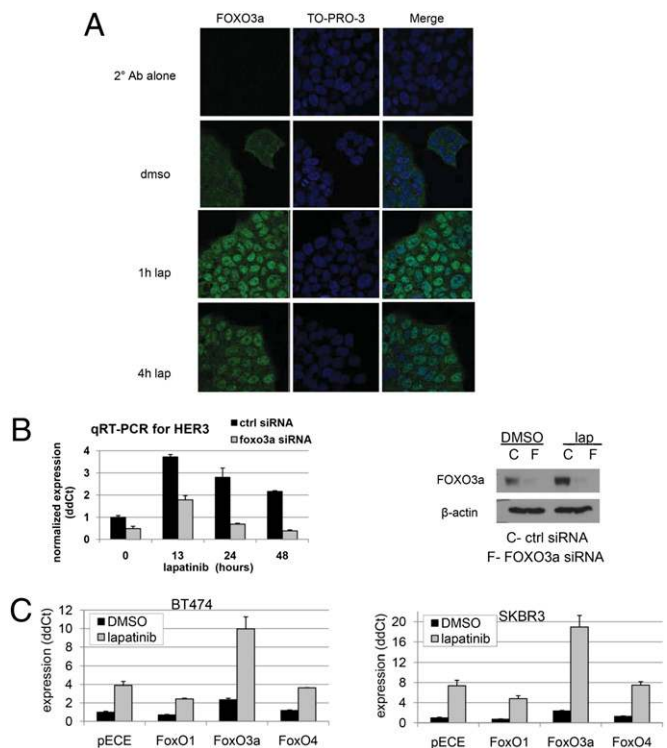 A
FOXO3a TO-PRO-3 Merge
2° Ab alone
dmso
1h lap
4h lap
B
qRT-PCR for HER3
ctrl siRNA
foxo3a siRNA
normalized expression
(ddCt)
4
3
2
1
0
0 13 24 48
lapatinib (hours)
DMSO lap
C F C F
FOXO3a
β-actin
C- ctrl siRNA
F- FOXO3a siRNA
C
BT474
DMSO
lapatinib
expression (ddCt)
12
10
8
6
4
2
0
pECE FoxO1 FoxO3a FoxO4
SKBR3
DMSO
lapatinib
expression (ddCt)
20
16
12
8
4
0
pECE FoxO1 FoxO3a FoxO4